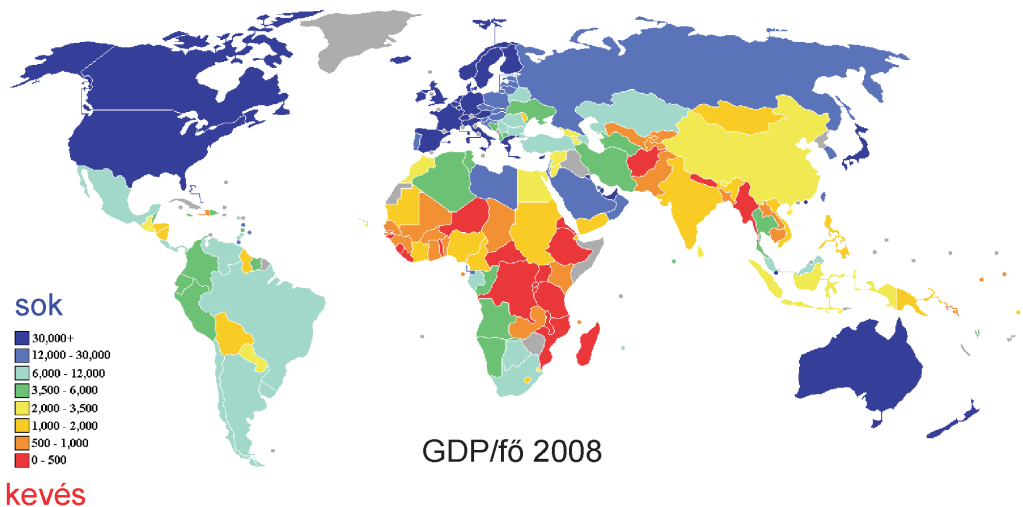 sok
30,000+
12,000 - 30,000
6,000 - 12,000
3,500 - 6,000
2,000 - 3,500
1,000 - 2,000
500 - 1,000
0 - 500
GDP/fő 2008
kevés